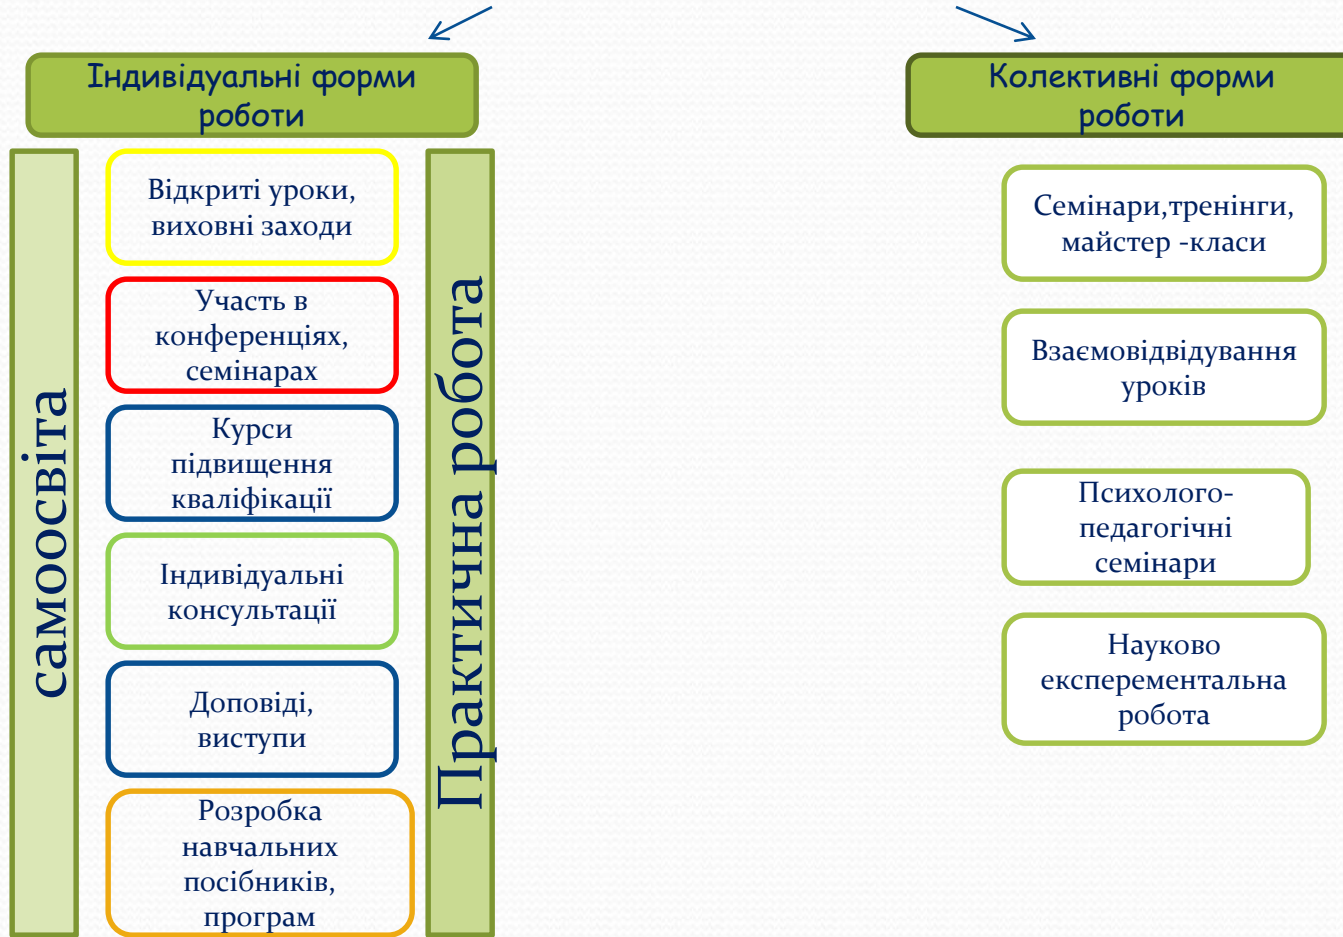 Індивідуальні форми
роботи
самоосвіта
Відкриті уроки,
виховні заходи
Участь в
конференціях,
семінарах
Курси
підвищення
кваліфікації
Індивідуальні
консультації
Доповіді,
виступи
Розробка
навчальних
посібників,
програм
Практична робота
Колективні форми
роботи
Семінари,тренінги,
майстер -класи
Взаємовідвідування
уроків
Психолого-
педагогічні
семінари
Науково
експерементальна
робота